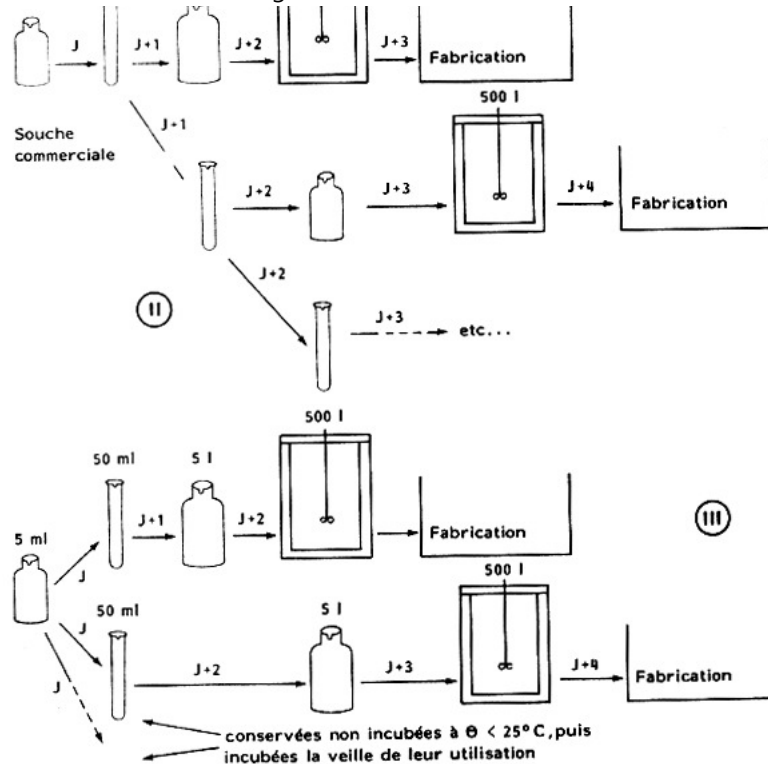 J
J+1
J+2
J+3
Fabrication
Souche
commerciale
J+1
500 l
J+2
J+3
J+4
Fabrication
J+2
II
J+3
etc...
500 l
50 ml
5 l
III
5 ml
J
J+1
J+2
Fabrication
500 l
J
50 ml
5 l
J
J+2
J+3
J+4
Fabrication
conservées non incubées à Θ < 25°C, puis
incubées la veille de leur utilisation